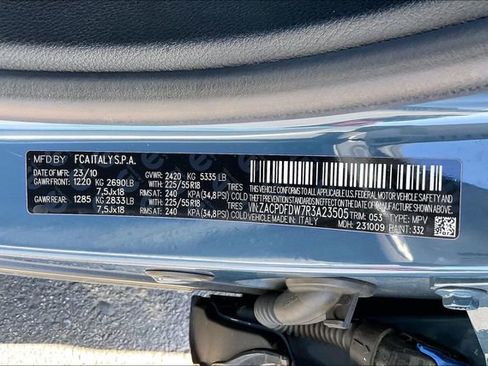 MFD BY FCA ITALY S.P.A.
DATE OF MFR 23/10 GVWR: 2420 KG 5335 LB
GAWR FRONT: 1220 KG 2690LB WITH: 225/55R18 TIRES
7,5Jx18 RIMS AT: 240 KPA (34,8PSI) COLD
GAWR REAR: 1285 KG 2833LB WITH: 225/55R18 TIRES
7,5Jx18 RIMS AT: 240 KPA (34,8PSI) COLD
THIS VEHICLE CONFORMS TO ALL APPLICABLE U.S.A. FEDERAL
MOTOR VEHICLE SAFETY STANDARDS IN EFFECT
ON THE DATE OF MANUFACTURE SHOWN ABOVE
VIN: ZACPDFDW7R3A23505 TRIM: 053 TYPE: MPV
VEHICLE MADE IN: ITALY MDH: 231009 PAINT: 332